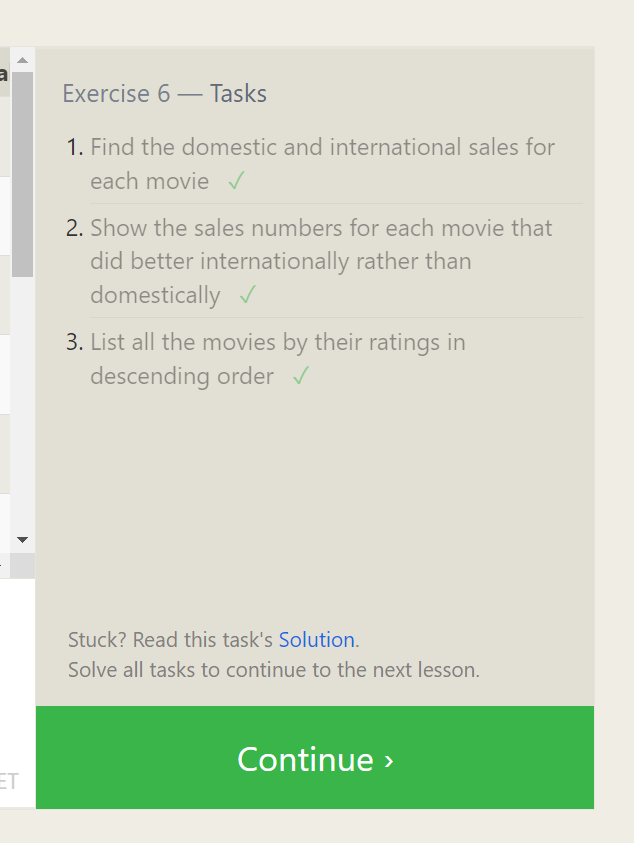 a
Exercise 6 — Tasks
1. Find the domestic and international sales for
each movie ✓
2. Show the sales numbers for each movie that
did better internationally rather than
domestically ✓
3. List all the movies by their ratings in
descending order ✓
Stuck? Read this task's Solution.
Solve all tasks to continue to the next lesson.
ET
Continue ›